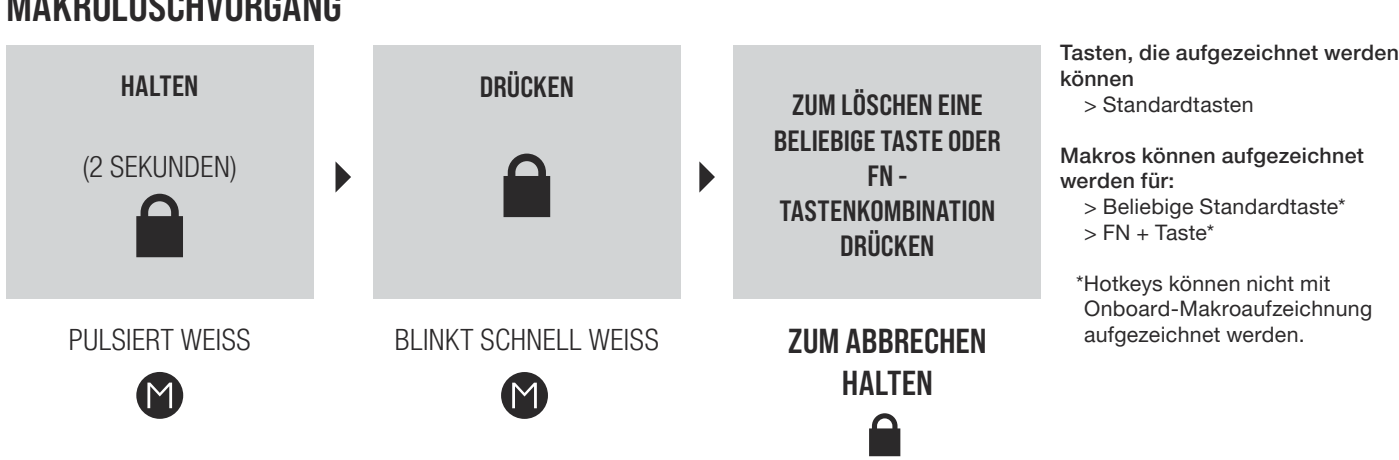 MAKROLÖSCHVORGANG
HALTEN
(2 SEKUNDEN)
PULSIERT WEISS
M
DRÜCKEN
BLINKT SCHNELL WEISS
M
ZUM LÖSCHEN EINE
BELIEBIGE TASTE ODER
FN -
TASTENKOMBINATION
DRÜCKEN
ZUM ABBRECHEN
HALTEN
Tasten, die aufgezeichnet werden
können
> Standardtasten
Makros können aufgezeichnet
werden für:
> Beliebige Standardtaste*
> FN + Taste*
*Hotkeys können nicht mit
Onboard-Makroaufzeichnung
aufgezeichnet werden.